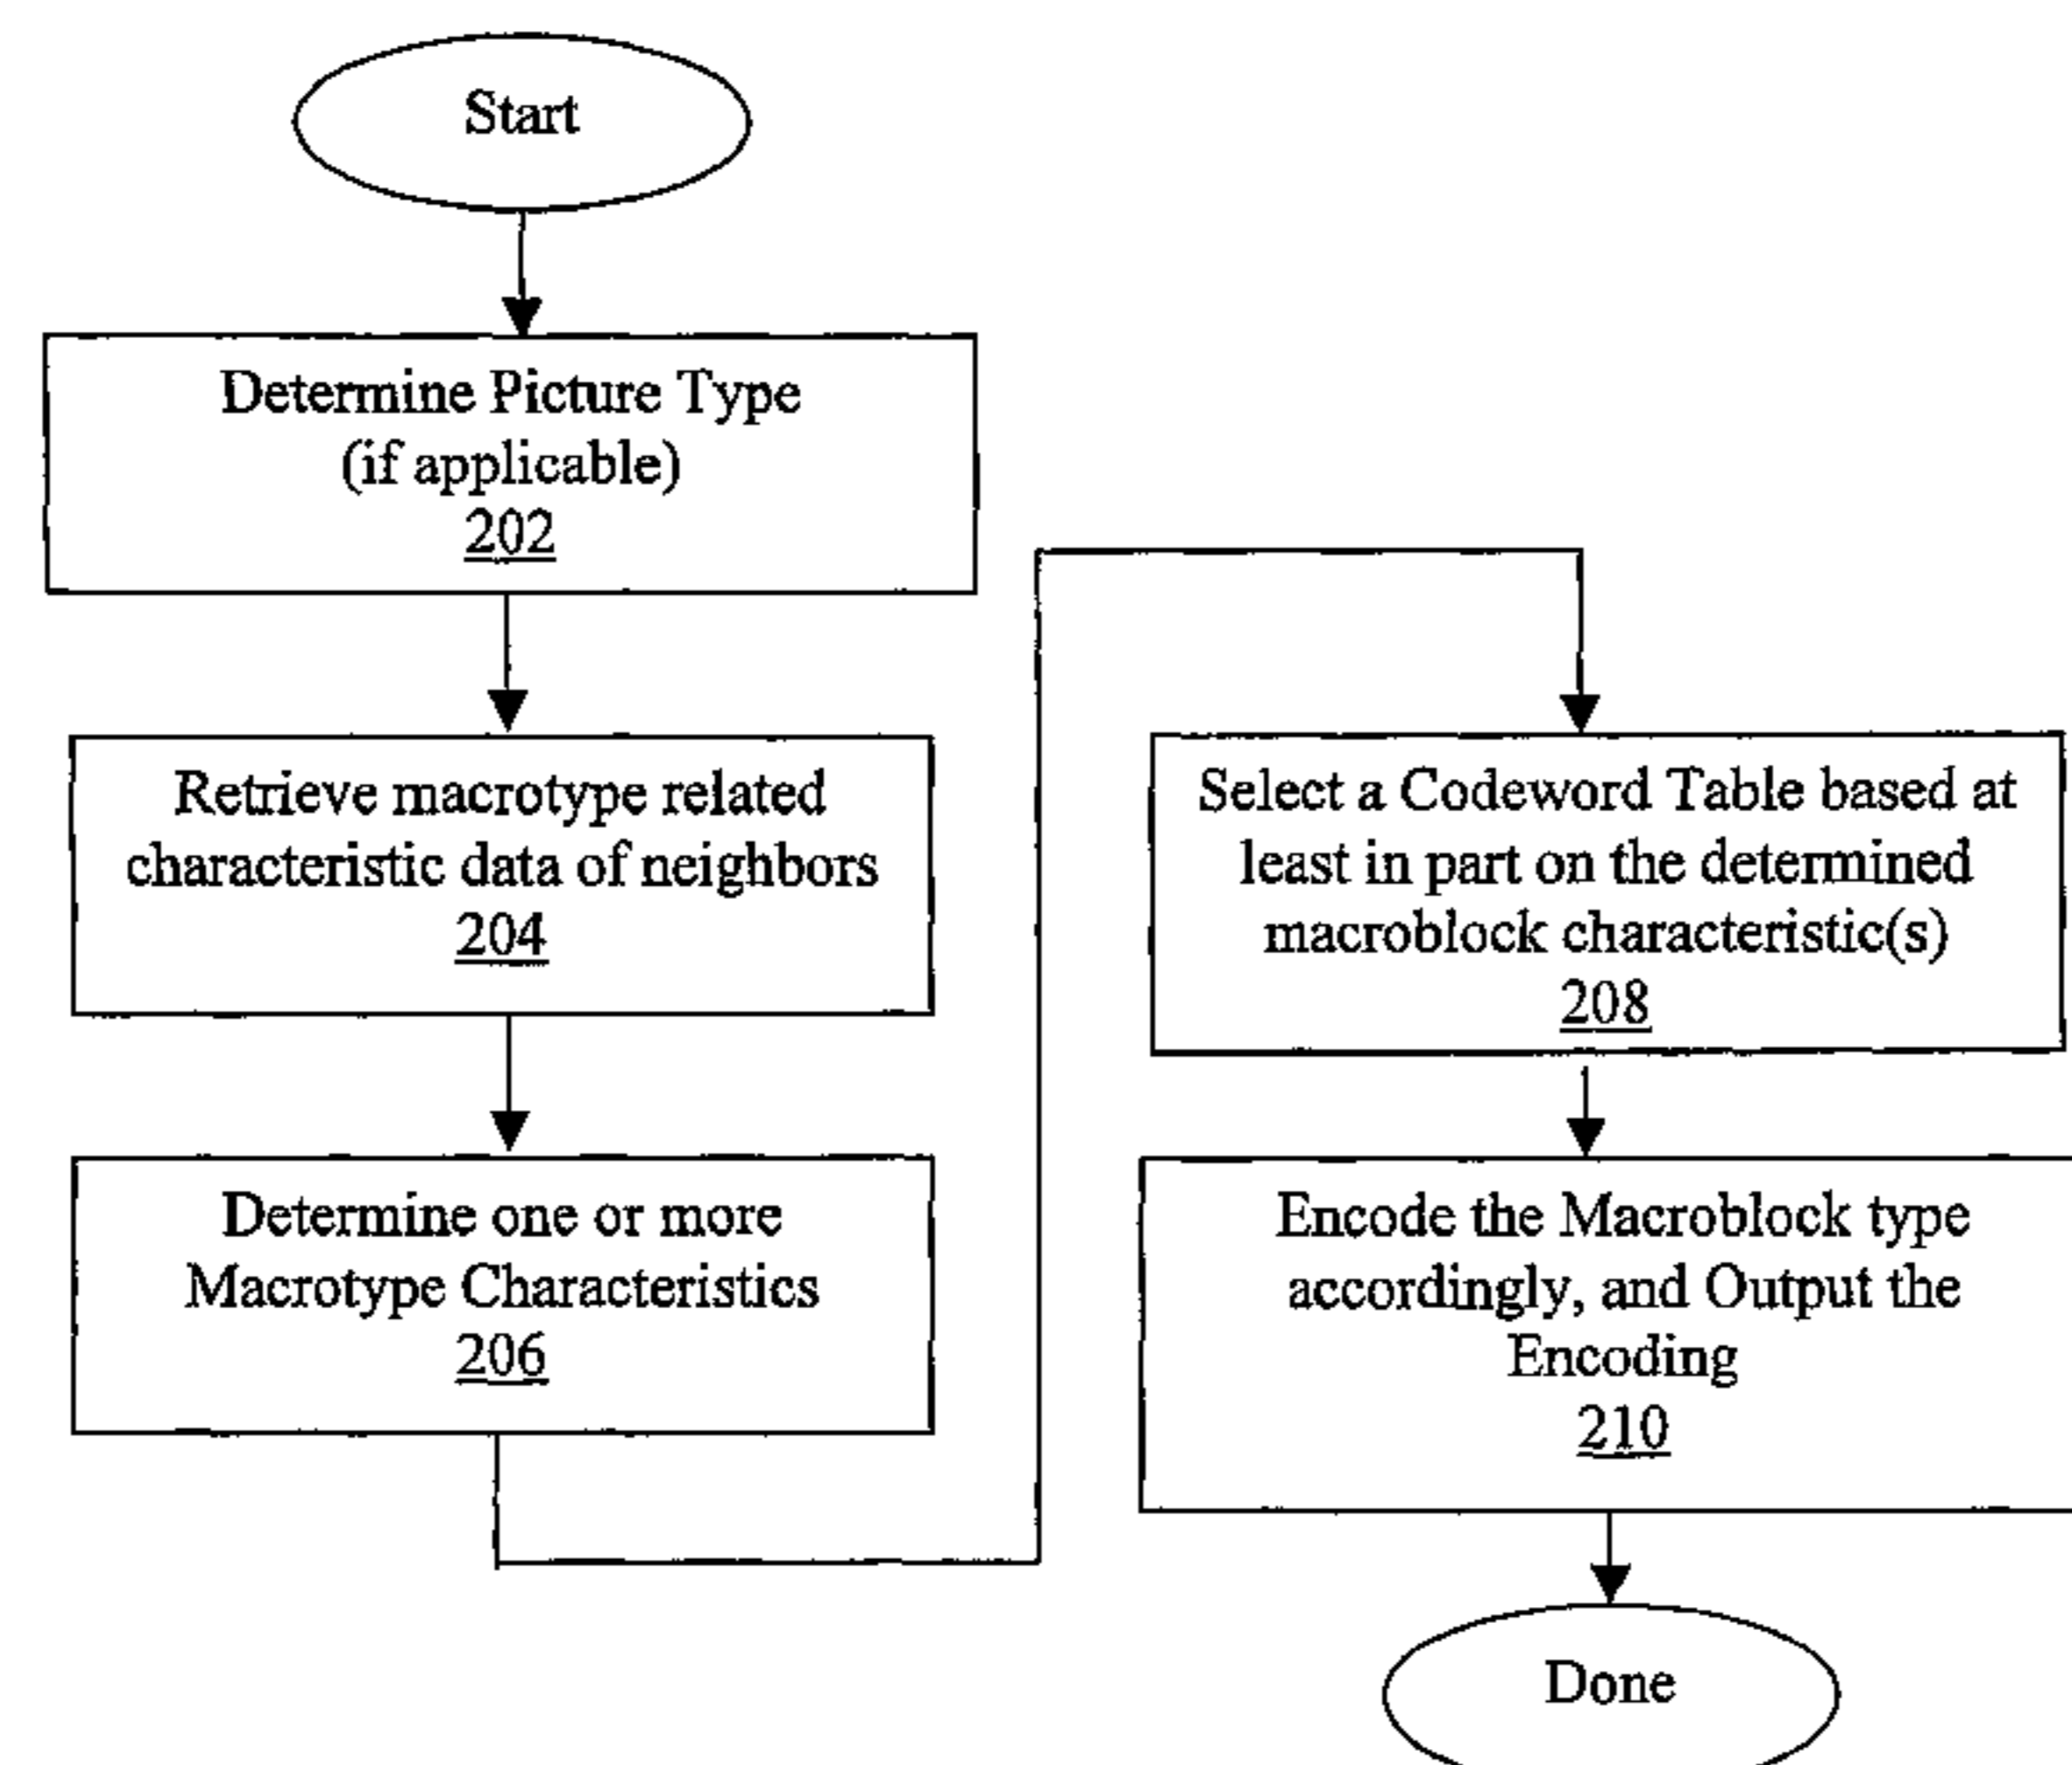 Start
Determine Picture Type
(if applicable)
202
Retrieve macrotype related
characteristic data of neighbors
204
Determine one or more
Macrotype Characteristics
206
Select a Codeword Table based at
least in part on the determined
macroblock characteristic(s)
208
Encode the Macroblock type
accordingly, and Output the
Encoding
210
Done